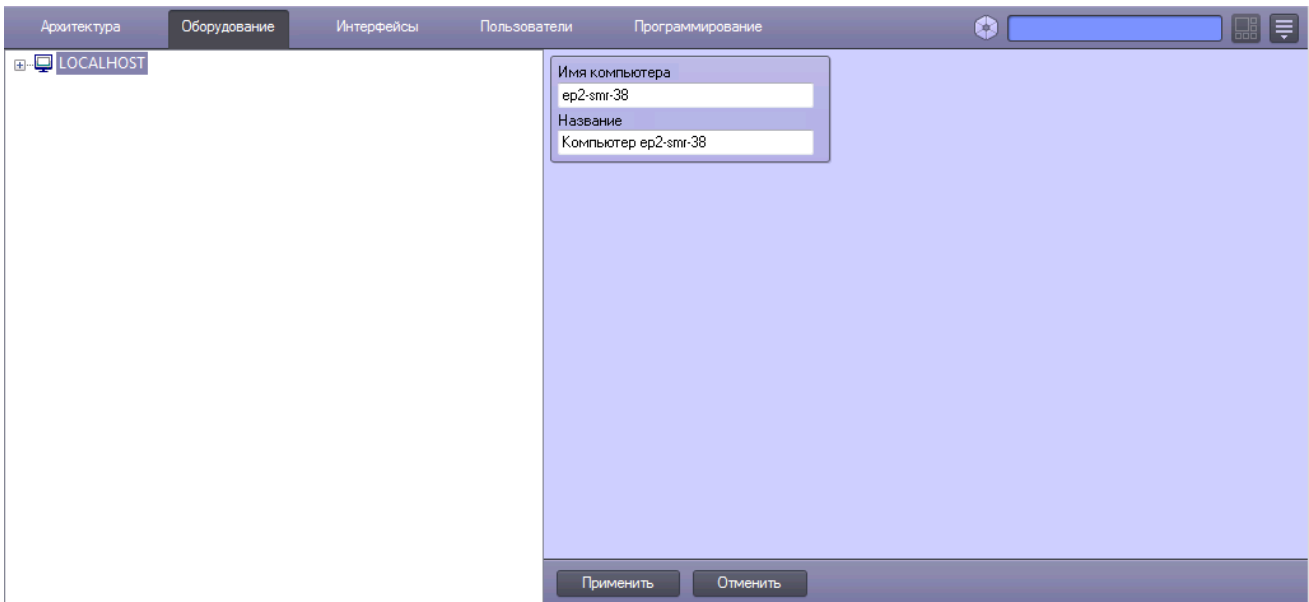 Архитектура Оборудование Интерфейсы Пользователи Программирование
LOCALHOST
Имя компьютера
ep2-smr-38
Название
Компьютер ep2-smr-38
Применить Отменить